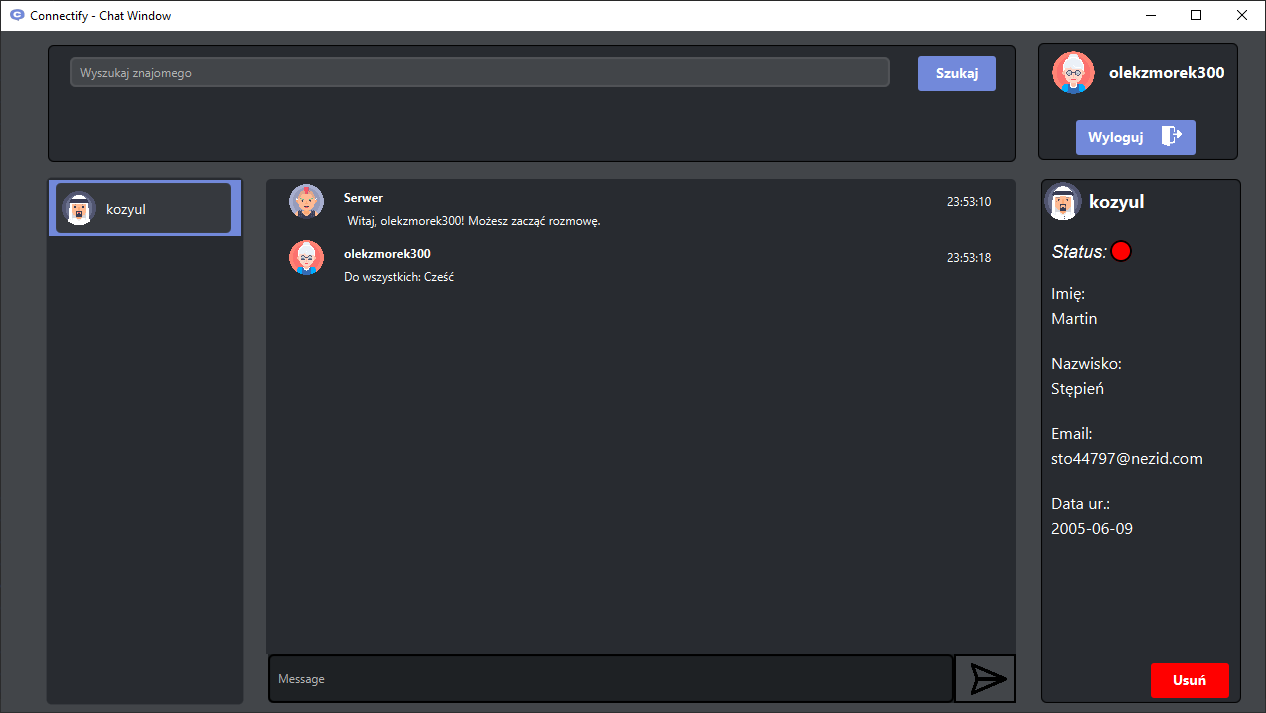 Connectify - Chat Window
Wyszukaj znajomego
Szukaj
olekzmorek300
Wyloguj
kozyul
Serwer
23:53:10
Witaj, olekzmorek300! Możesz zacząć rozmowę.
olekzmorek300
23:53:18
Do wszystkich: Cześć
Message
kozyul
Status:
Imię:
Martin
Nazwisko:
Stępień
Email:
sto44797@nezid.com
Data ur.:
2005-06-09
Usuń